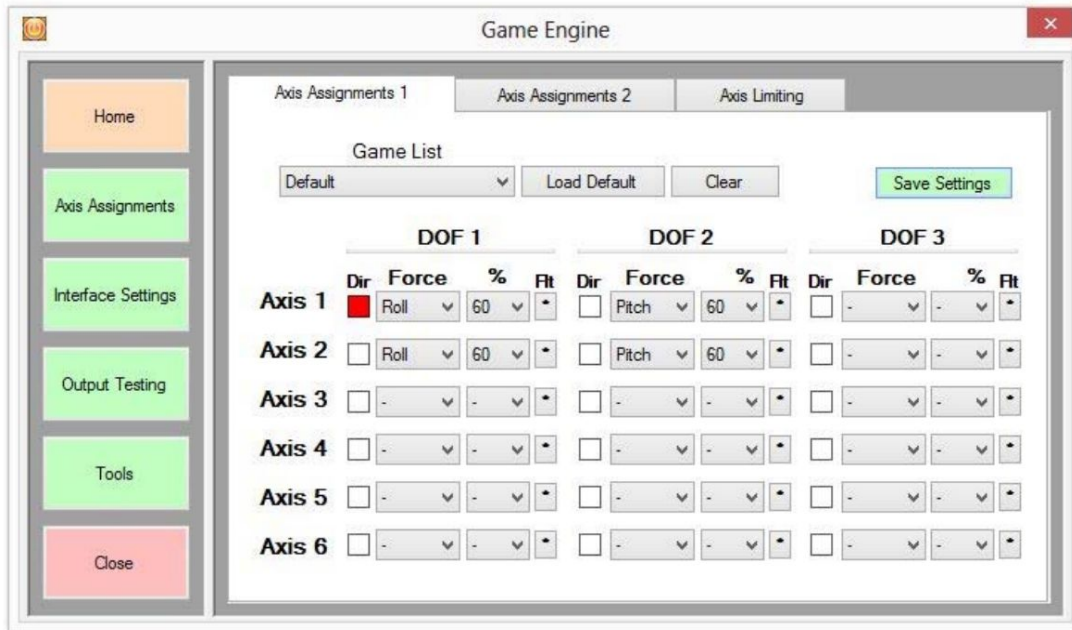 Game Engine
×
Home
Axis Assignments
Interface Settings
Output Testing
Tools
Close
Axis Assignments 1 Axis Assignments 2 Axis Limiting
Game List
Default Load Default Clear Save Settings
DOF 1 DOF 2 DOF 3
Dir Force % Flt Dir Force % Flt Dir Force % Flt
Axis 1 Roll 60 * Pitch 60 * - - *
Axis 2 Roll 60 * Pitch 60 * - - *
Axis 3 - - * - - * - - *
Axis 4 - - * - - * - - *
Axis 5 - - * - - * - - *
Axis 6 - - * - - * - - *